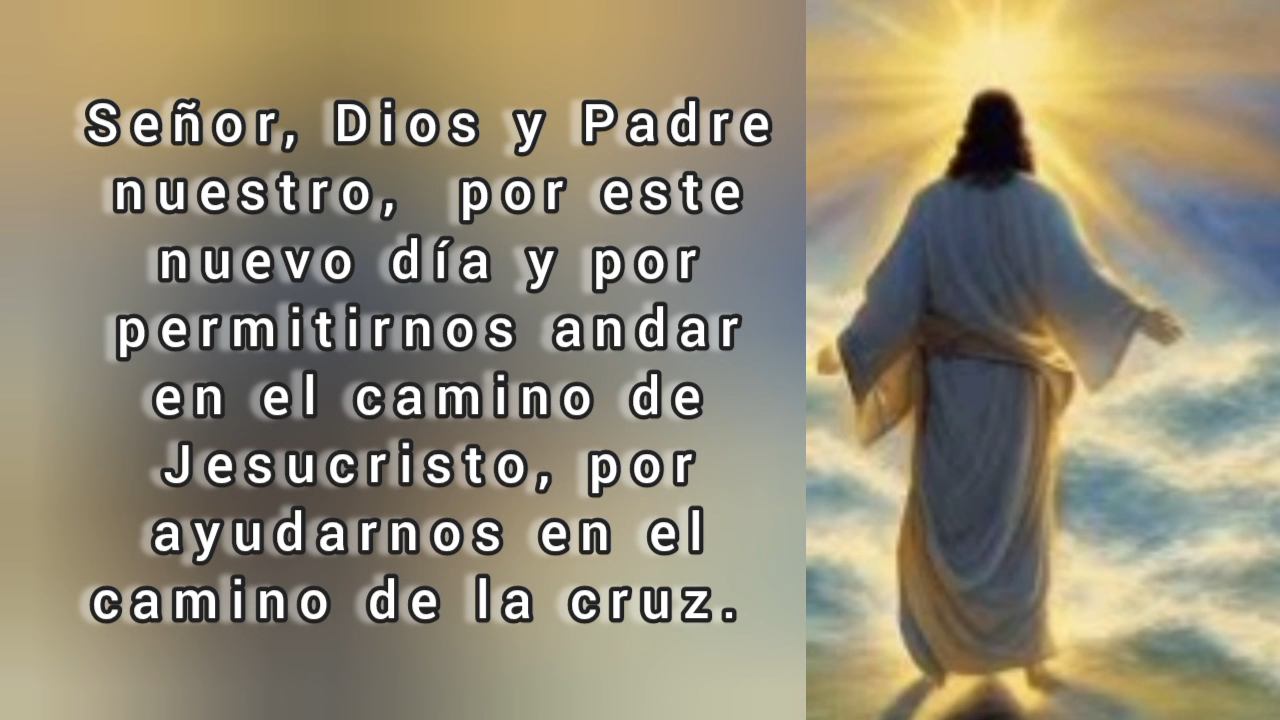 Señor, Dios y Padre
nuestro, por este
nuevo día y por
permitirnos andar
en el camino de
Jesucristo, por
ayudarnos en el
camino de la cruz.